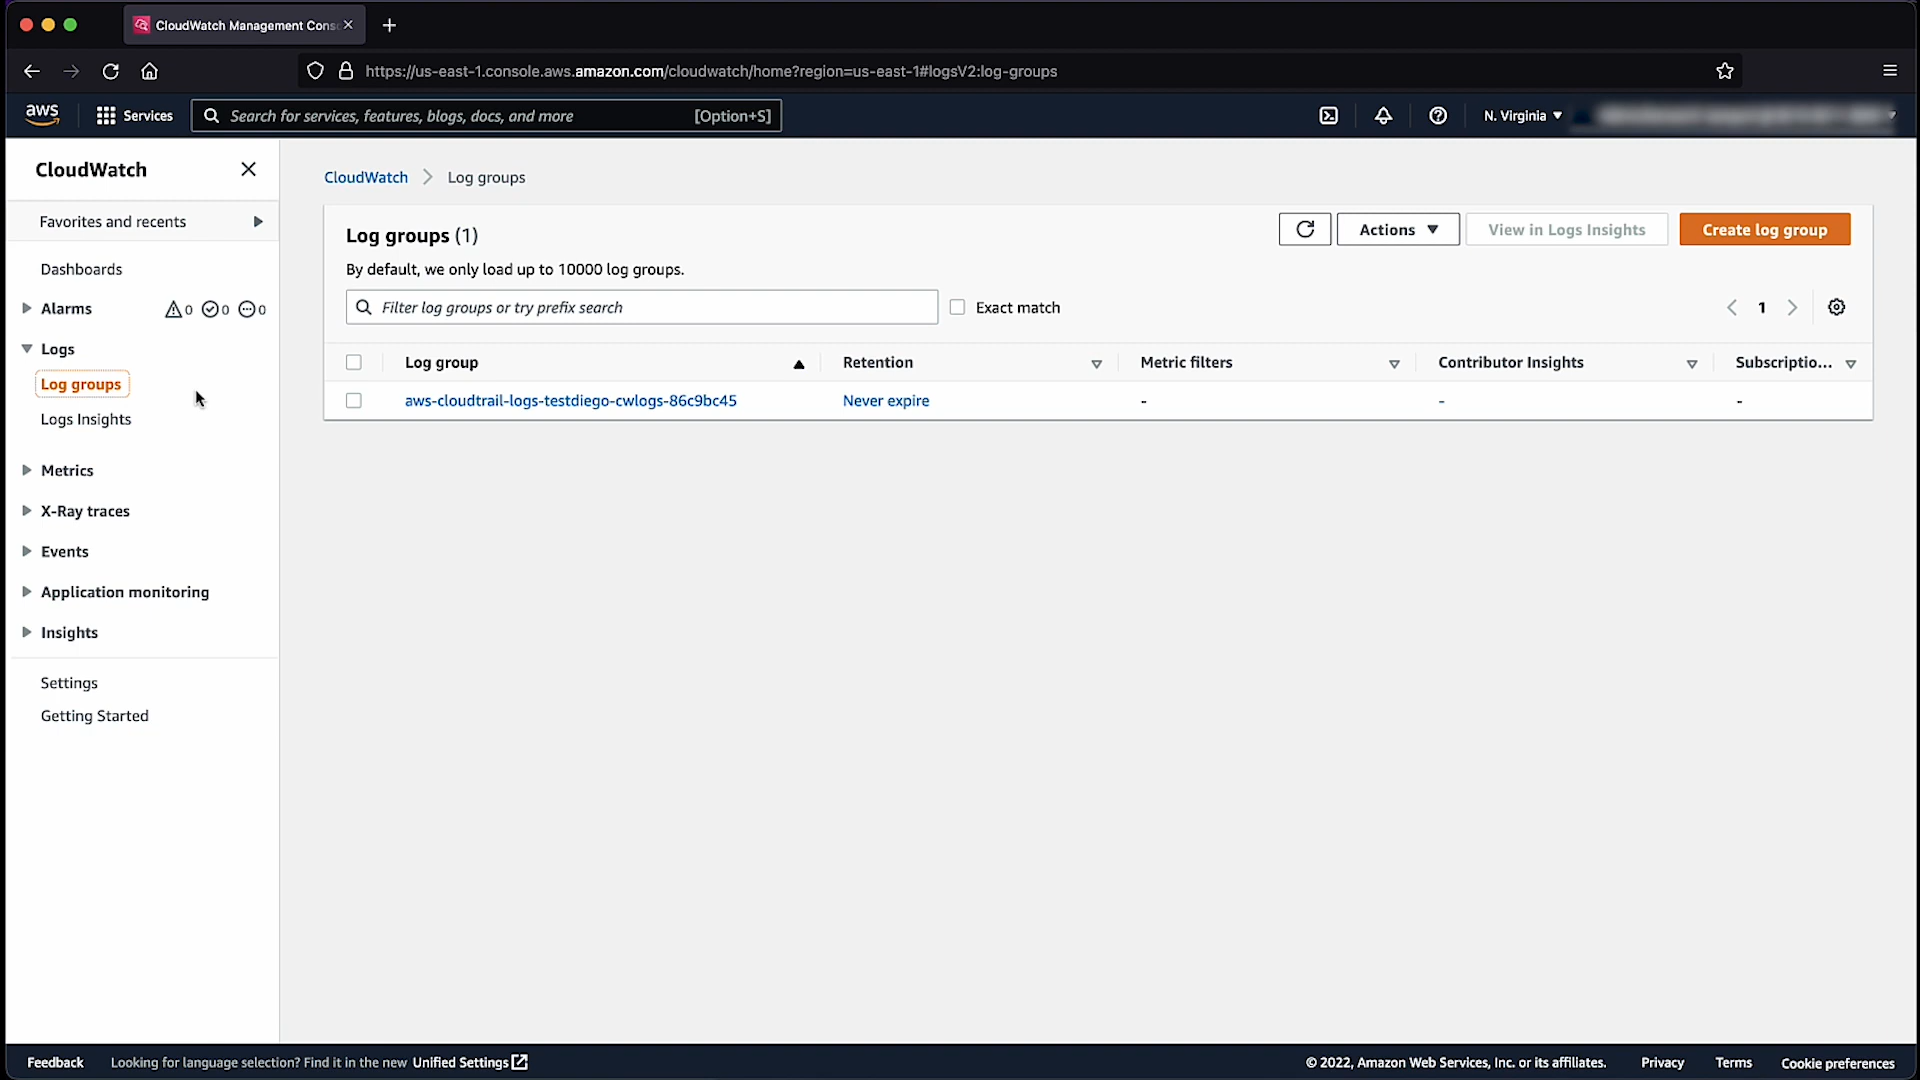 CloudWatch Management Cons
https://us-east-1.console.aws.amazon.com/cloudwatch/home?region=us-east-1#logsV2:log-groups
aws
Services
Search for services, features, blogs, docs, and more
[Option+S]
N. Virginia
CloudWatch
Favorites and recents
Dashboards
Alarms
0
0
0
Logs
Log groups
Logs Insights
Metrics
X-Ray traces
Events
Application monitoring
Insights
Settings
Getting Started
CloudWatch
Log groups
Log groups (1)
Actions
View in Logs Insights
Create log group
By default, we only load up to 10000 log groups.
Filter log groups or try prefix search
Exact match
1
Log group
Retention
Metric filters
Contributor Insights
Subscriptio...
aws-cloudtrail-logs-testdiego-cwlogs-86c9bc45
Never expire
-
-
-
Feedback
Looking for language selection? Find it in the new Unified Settings
© 2022, Amazon Web Services, Inc. or its affiliates.
Privacy
Terms
Cookie preferences